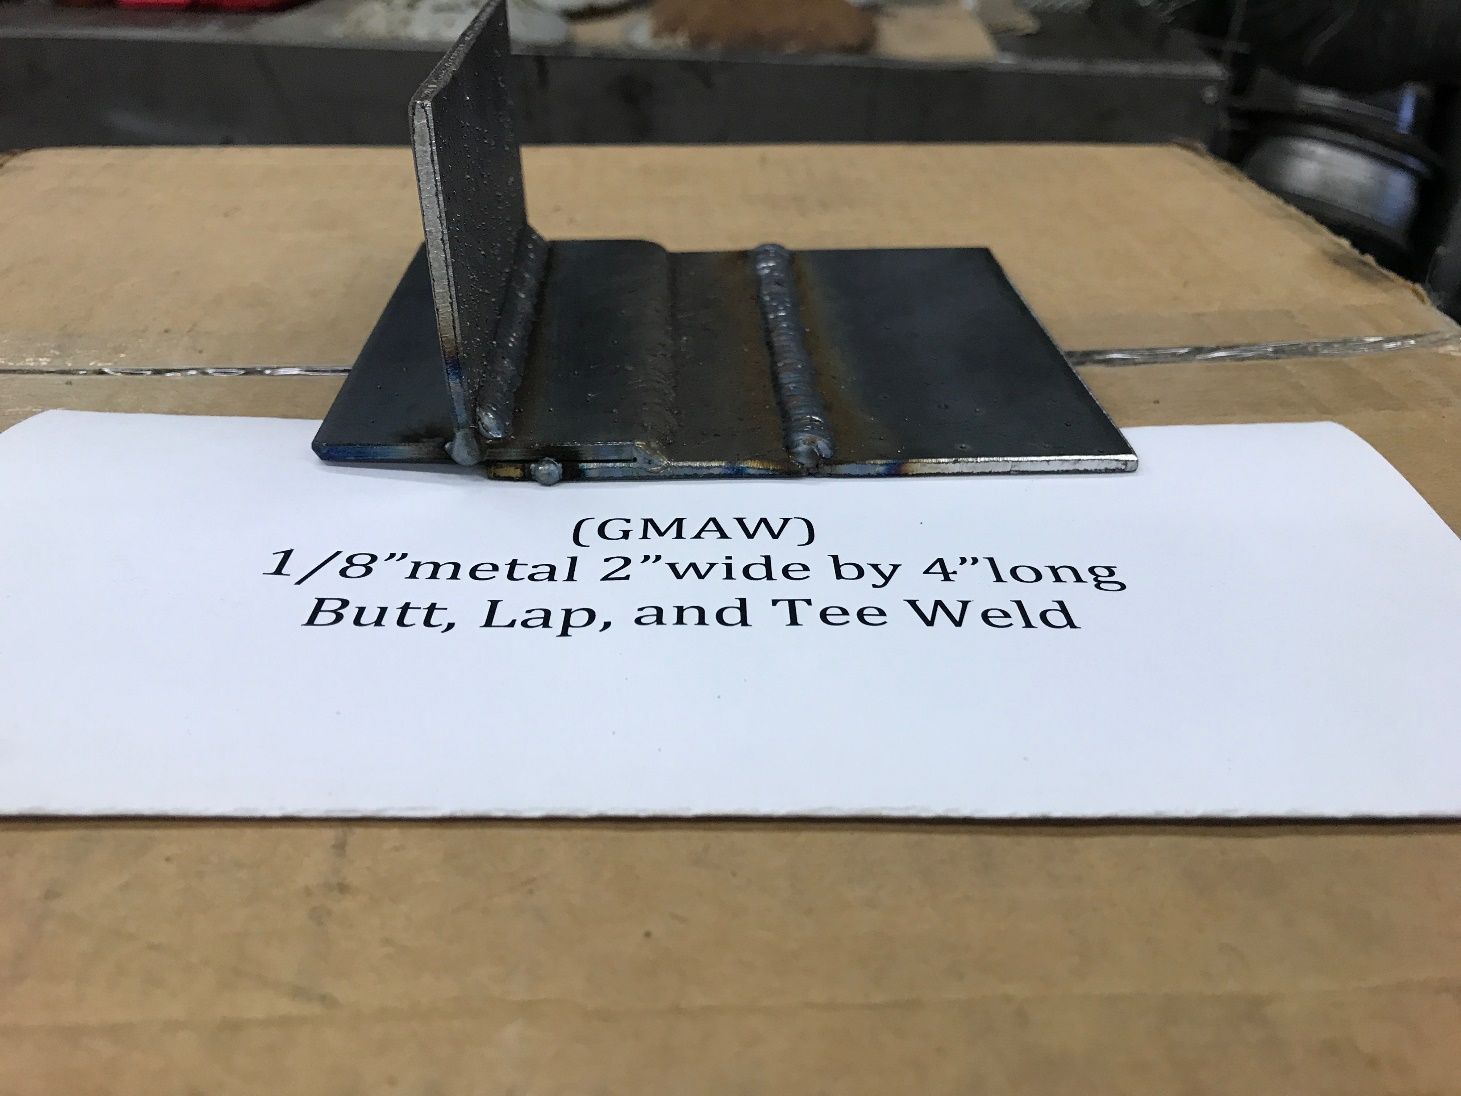 (GMAW)
1/8”metal 2”wide by 4”long
Butt, Lap, and Tee Weld